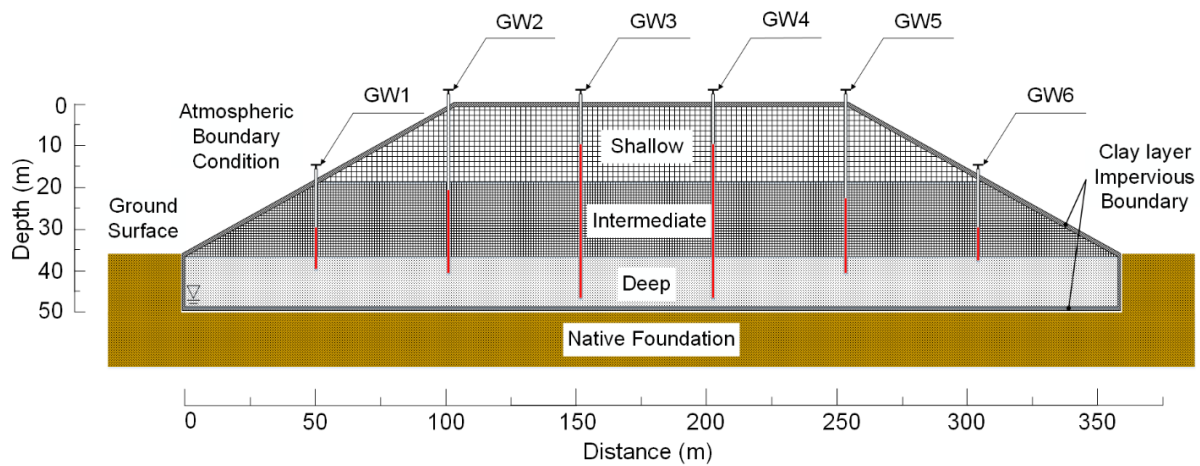 GW2
GW3
GW4
GW5
GW1
GW6
0
10
20
30
40
50
Depth (m)
Atmospheric
Boundary
Condition
Ground
Surface
Shallow
Intermediate
Deep
Native Foundation
Clay layer
Impervious
Boundary
0
50
100
150
200
250
300
350
Distance (m)